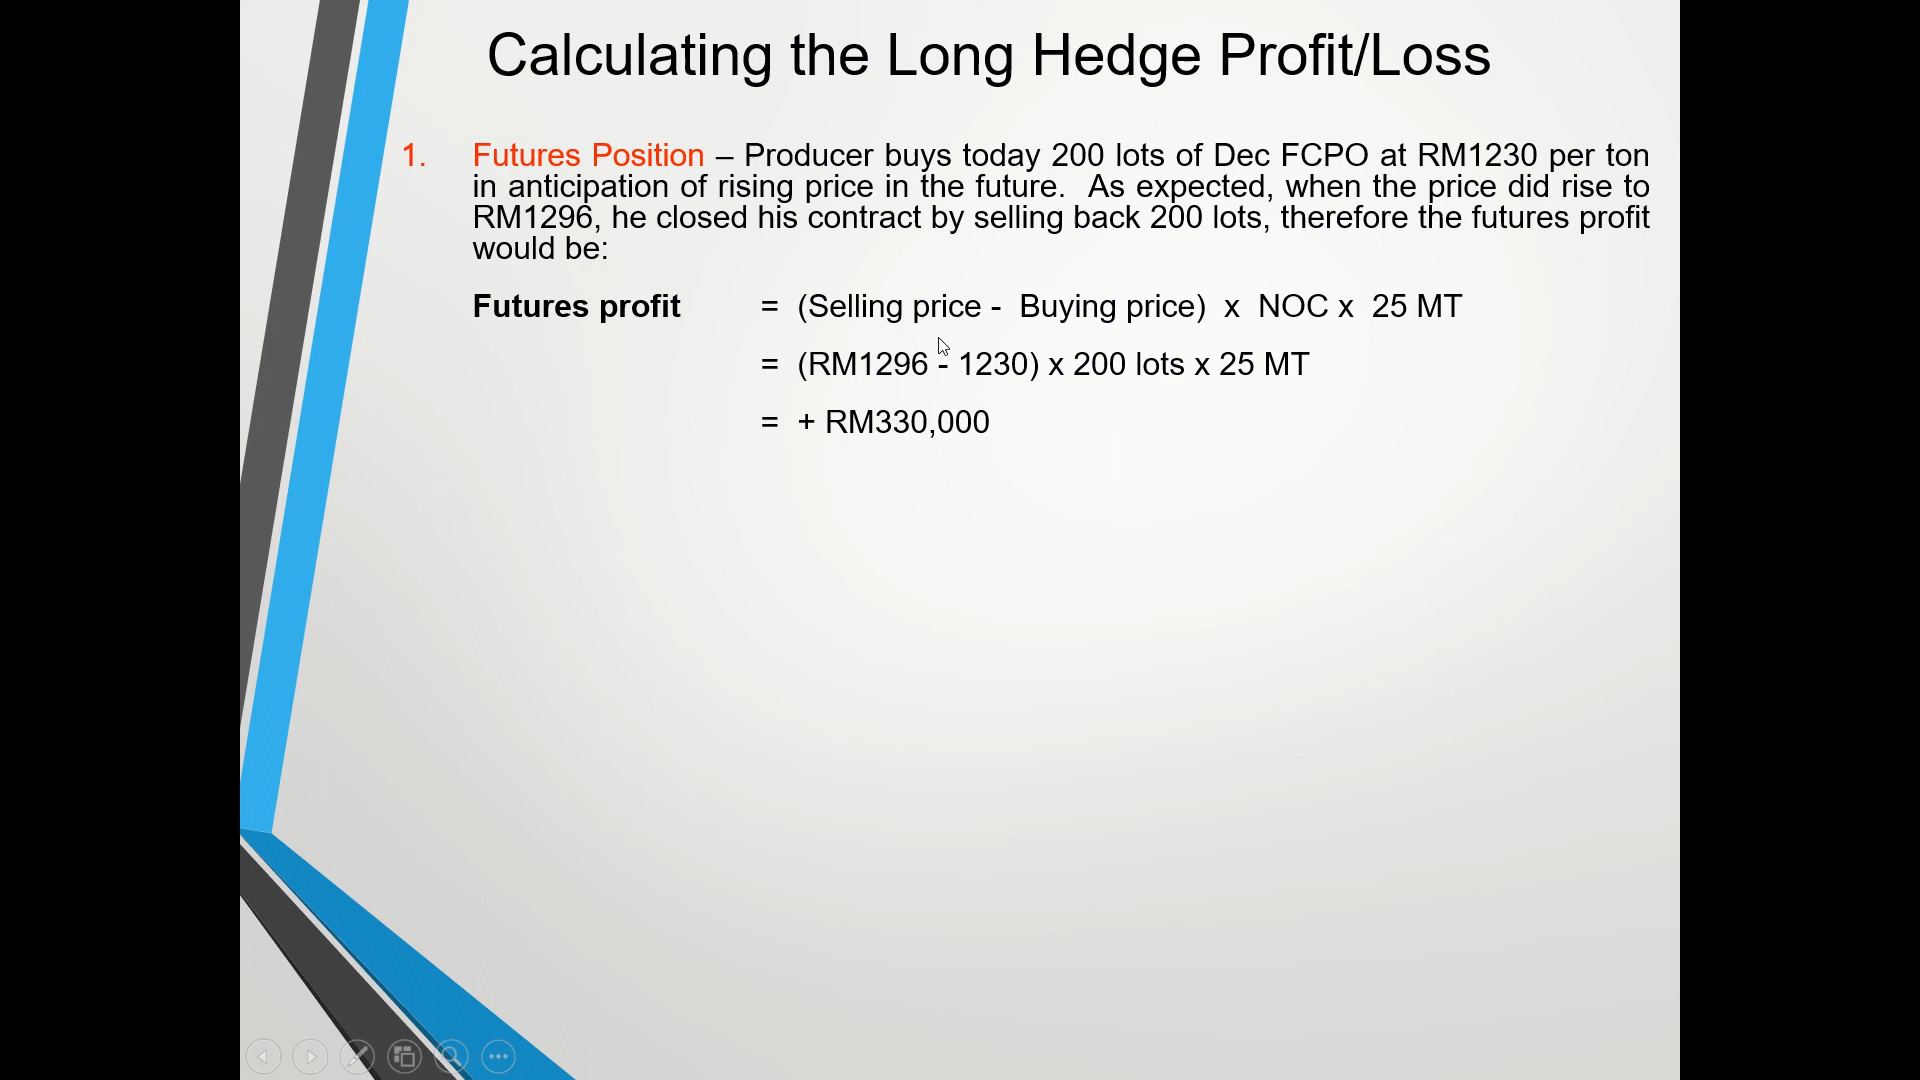 Calculating the Long Hedge Profit/Loss
1. Futures Position – Producer buys today 200 lots of Dec FCPO at RM1230 per ton
in anticipation of rising price in the future. As expected, when the price did rise to
RM1296, he closed his contract by selling back 200 lots, therefore the futures profit
would be:
Futures profit = (Selling price - Buying price) x NOC x 25 MT
= (RM1296 - 1230) x 200 lots x 25 MT
= + RM330,000